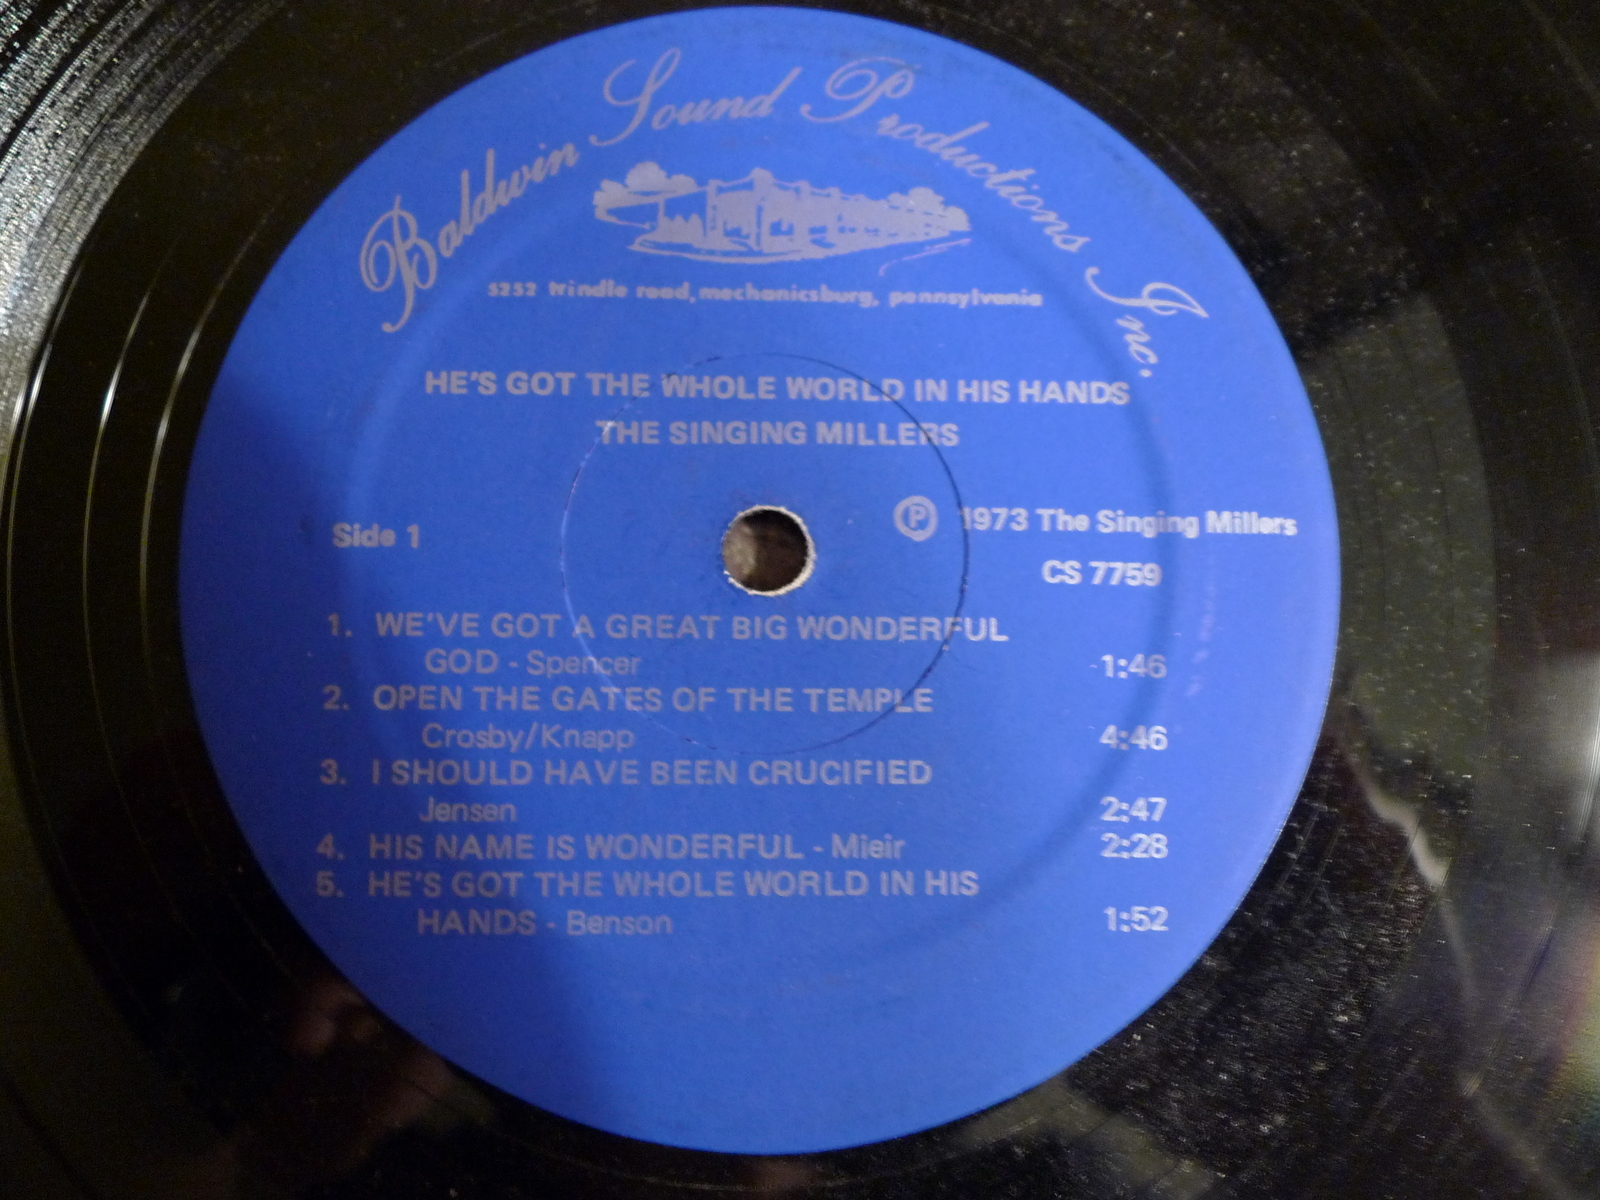 Baldwin Sound Productions Inc.
5252 trindle road, mechanicsburg, pennsylvania
HE'S GOT THE WHOLE WORLD IN HIS HANDS
THE SINGING MILLERS
Side 1
Ⓟ 1973 The Singing Millers
CS 7759
1. WE'VE GOT A GREAT BIG WONDERFUL
GOD - Spencer 1:46
2. OPEN THE GATES OF THE TEMPLE
Crosby/Knapp 4:46
3. I SHOULD HAVE BEEN CRUCIFIED
Jensen 2:47
4. HIS NAME IS WONDERFUL - Mieir 2:28
5. HE'S GOT THE WHOLE WORLD IN HIS
HANDS - Benson 1:52